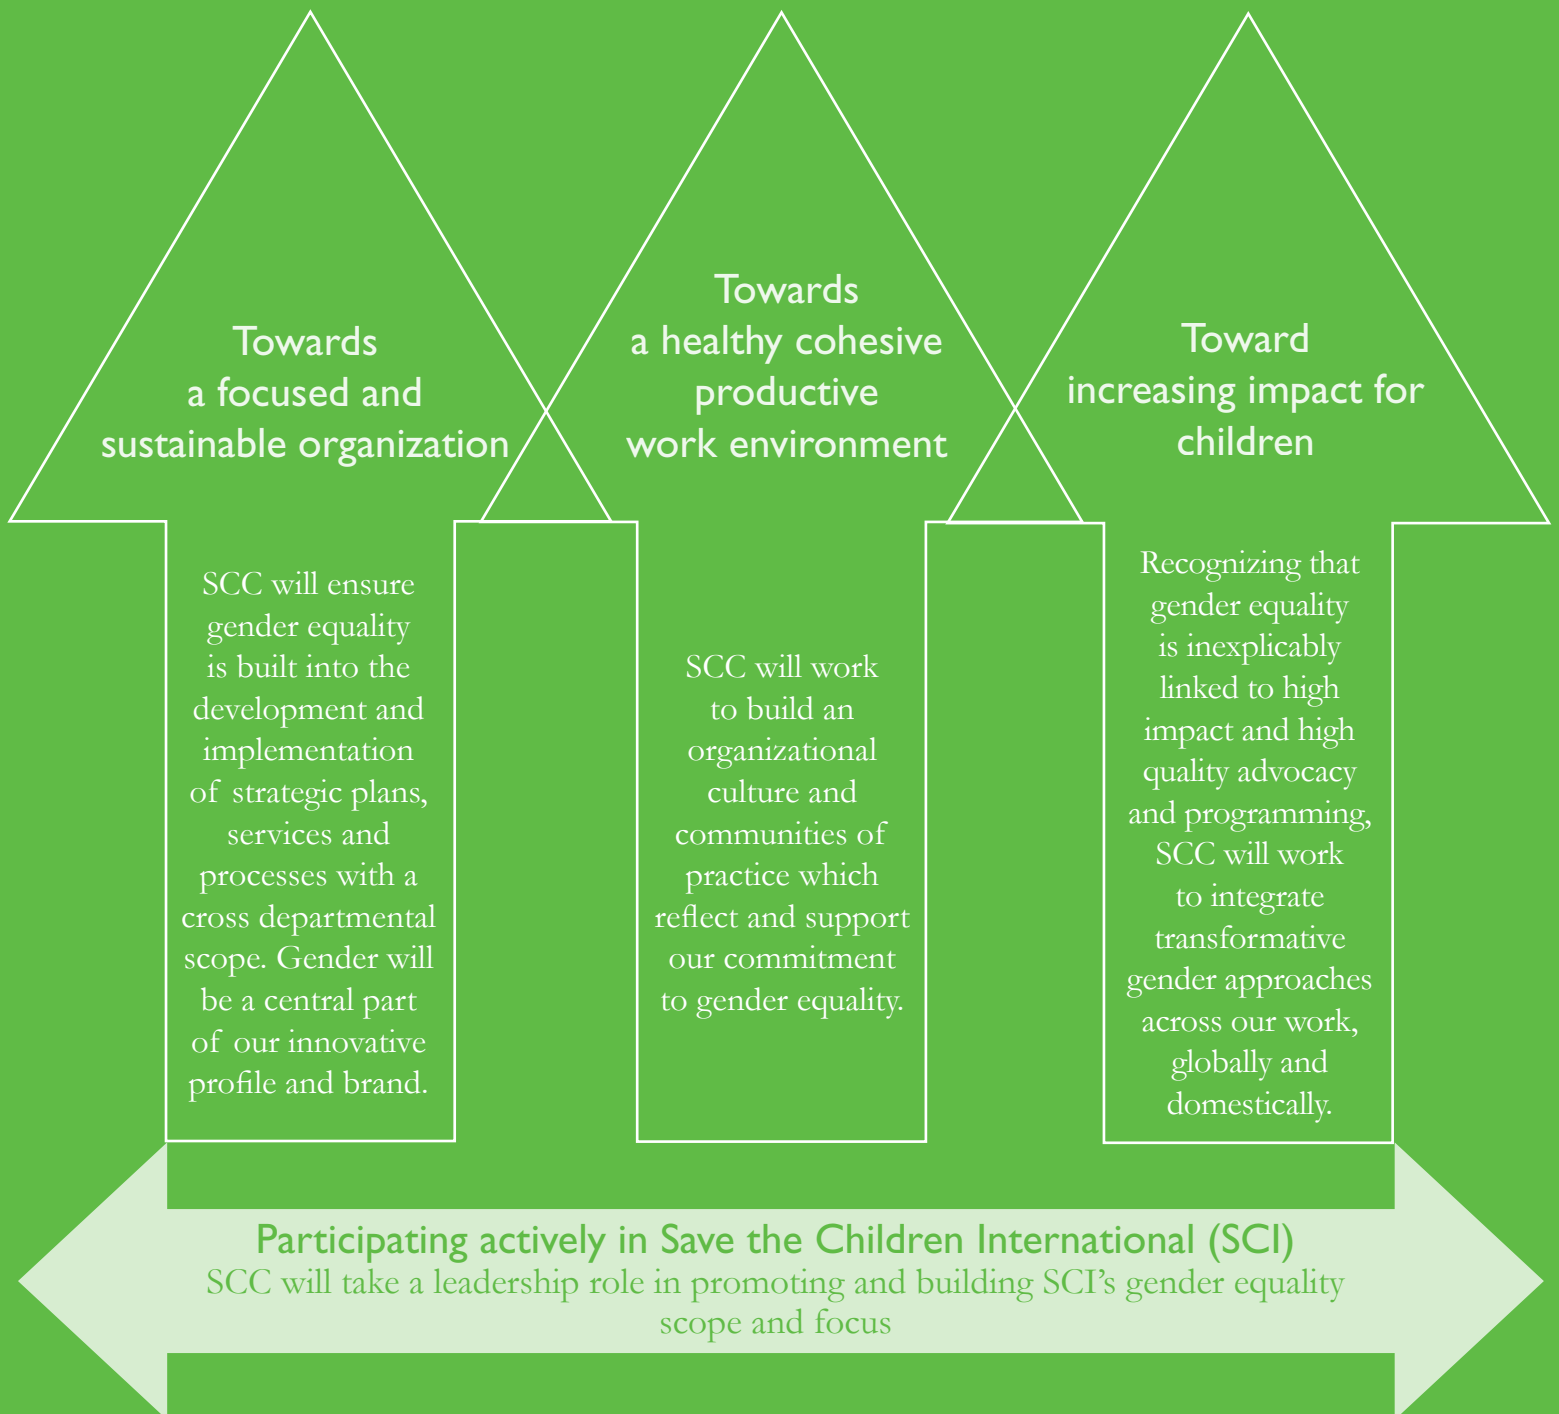 Towards
a focused and
sustainable organization
SCC will ensure
gender equality
is built into the
development and
implementation
of strategic plans,
services and
processes with a
cross departmental
scope. Gender will
be a central part
of our innovative
profile and brand.
Towards
a healthy cohesive
productive
work environment
SCC will work
to build an
organizational
culture and
communities of
practice which
reflect and support
our commitment
to gender equality.
Toward
increasing impact for
children
Recognizing that
gender equality
is inexplicably
linked to high
impact and high
quality advocacy
and programming,
SCC will work
to integrate
transformative
gender approaches
across our work,
globally and
domestically.
Participating actively in Save the Children International (SCI)
SCC will take a leadership role in promoting and building SCI’s gender equality
scope and focus